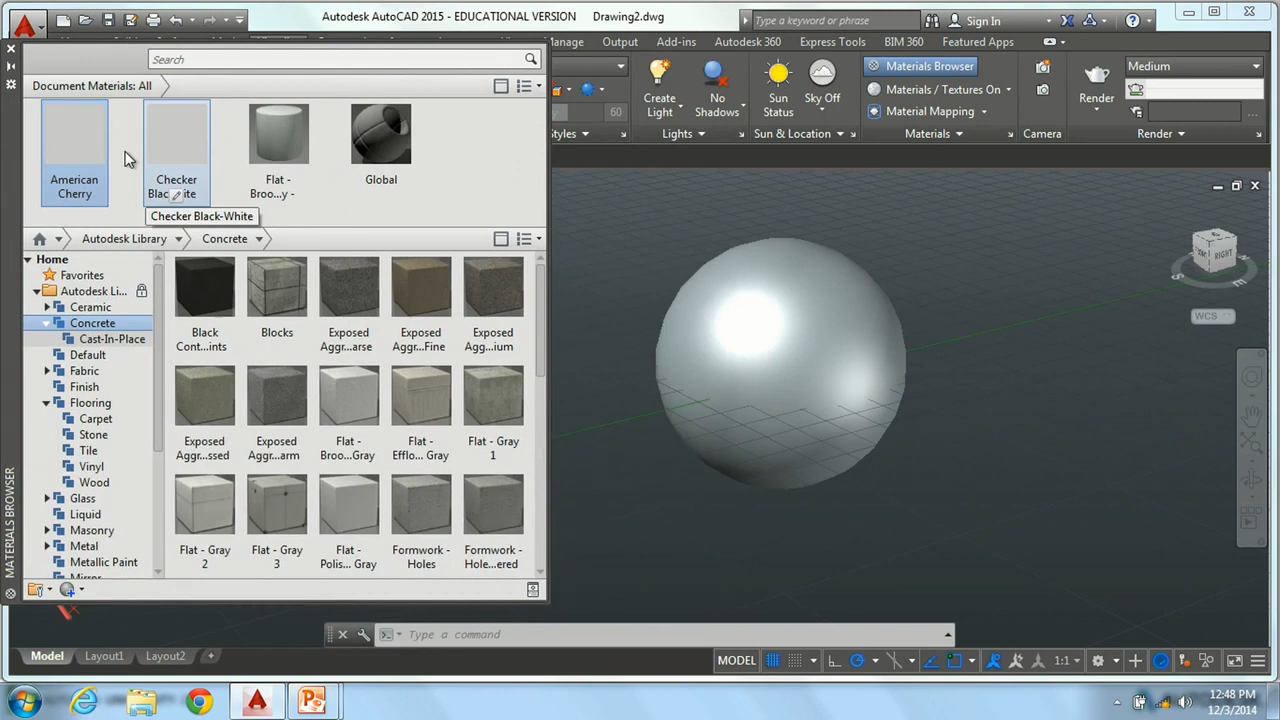 Autodesk AutoCAD 2015 - EDUCATIONAL VERSION Drawing2.dwg
Type a keyword or phrase
Sign In
Manage Output Add-ins Autodesk 360 Express Tools BIM 360 Featured Apps
Search
Document Materials: All
American
Cherry
Checker
Checker Black-White
Flat -
Broo...y -
Global
Create
Light
No
Shadows
60
Styles
Lights
Sun
Status
Sky Off
Sun & Location
Materials Browser
Materials / Textures On
Material Mapping
Materials
Camera
Render
Medium
Render
Autodesk Library Concrete
Home
Favorites
Autodesk Li...
Ceramic
Concrete
Cast-In-Place
Default
Fabric
Finish
Flooring
Carpet
Stone
Tile
Vinyl
Wood
Glass
Liquid
Masonry
Metal
Metallic Paint
Mirror
Black
Cont...ints
Blocks
Exposed
Aggr...arse
Exposed
Aggr...Fine
Exposed
Aggr...ium
Exposed
Aggr...ssed
Exposed
Aggr...arm
Flat -
Broo...Gray
Flat -
Efflo... Gray
Flat - Gray
1
Flat - Gray
2
Flat - Gray
3
Flat -
Polis... Gray
Formwork -
Holes
Formwork -
Hole...ered
MATERIALS BROWSER
RIGHT
S
E
WCS
Type a command
Model Layout1 Layout2 +
MODEL
1:1
12:48 PM
12/3/2014